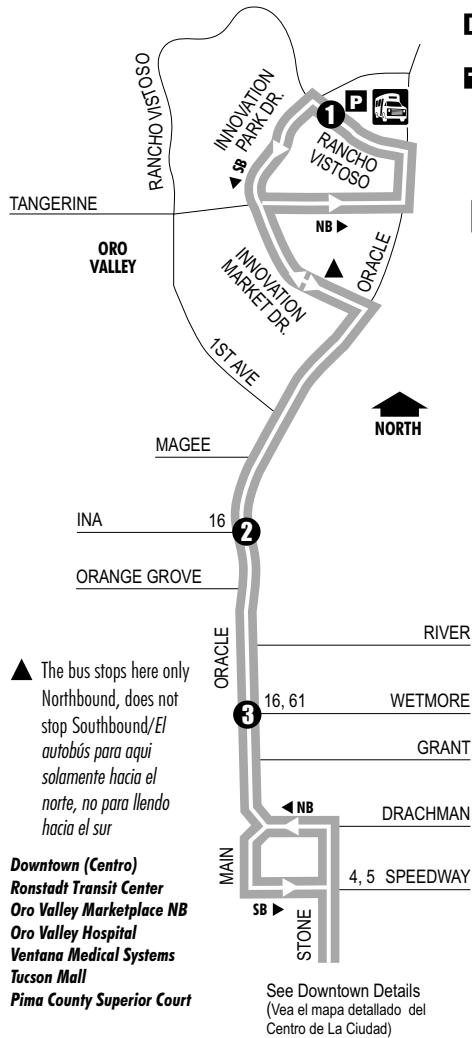 RANCHO VISTOSO
INNOVATION
PARK DR.
1
P
RANCHO
VISTOSO
◄ SB
TANGERINE
NB ►
ORO
VALLEY
INNOVATION
MARKET DR.
▲
ORACLE
1ST AVE
NORTH
MAGEE
INA
16
2
ORANGE GROVE
ORACLE
RIVER
▲ The bus stops here only
Northbound, does not
stop Southbound/El
autobús para aqui
solamente hacia el
norte, no para llendo
hacia el sur
3
16, 61 WETMORE
GRANT
◄ NB
DRACHMAN
MAIN
4, 5 SPEEDWAY
SB ►
STONE
Downtown (Centro)
Ronstadt Transit Center
Oro Valley Marketplace NB
Oro Valley Hospital
Ventana Medical Systems
Tucson Mall
Pima County Superior Court
See Downtown Details
(Vea el mapa detallado del
Centro de La Ciudad)